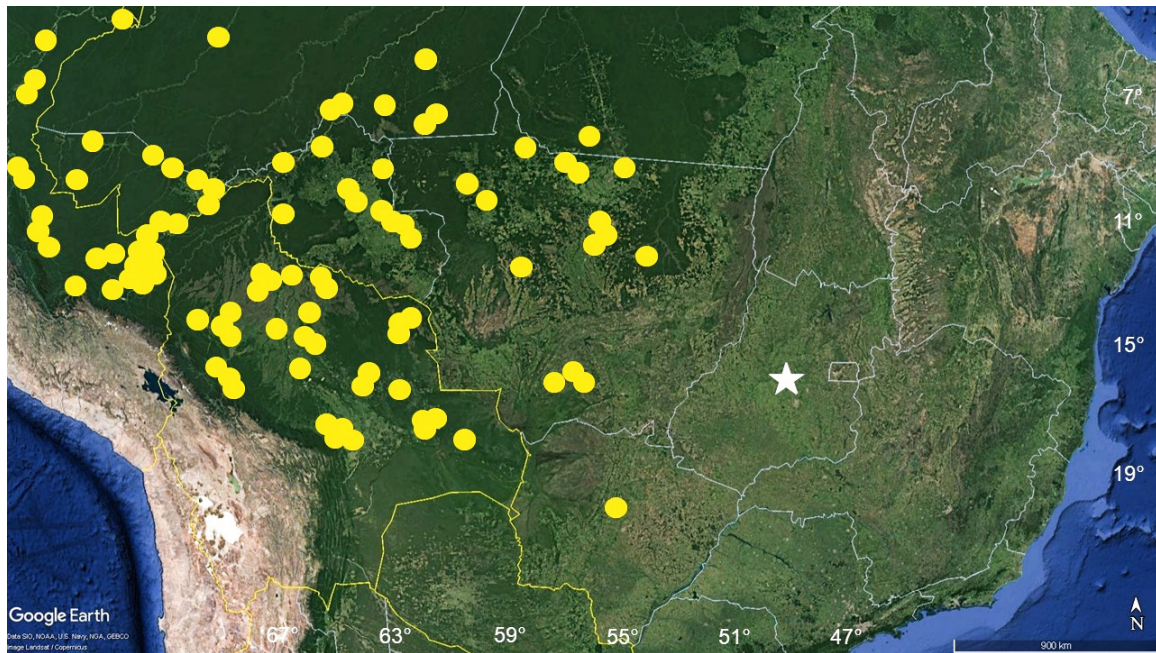 7°
11°
15°
19°
Google Earth
Data SIO, NOAA, U.S. Navy, NGA, GEBCO
Image Landsat / Copernicus
67°
63°
59°
55°
51°
47°
N
900 km